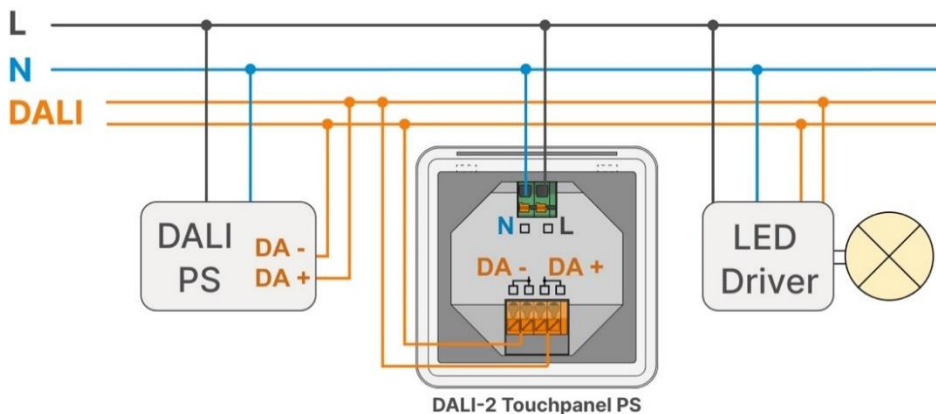 L
N
DALI
DALI
PS
DA -
DA +
N
L
DA -
DA +
LED
Driver
DALI-2 Touchpanel PS